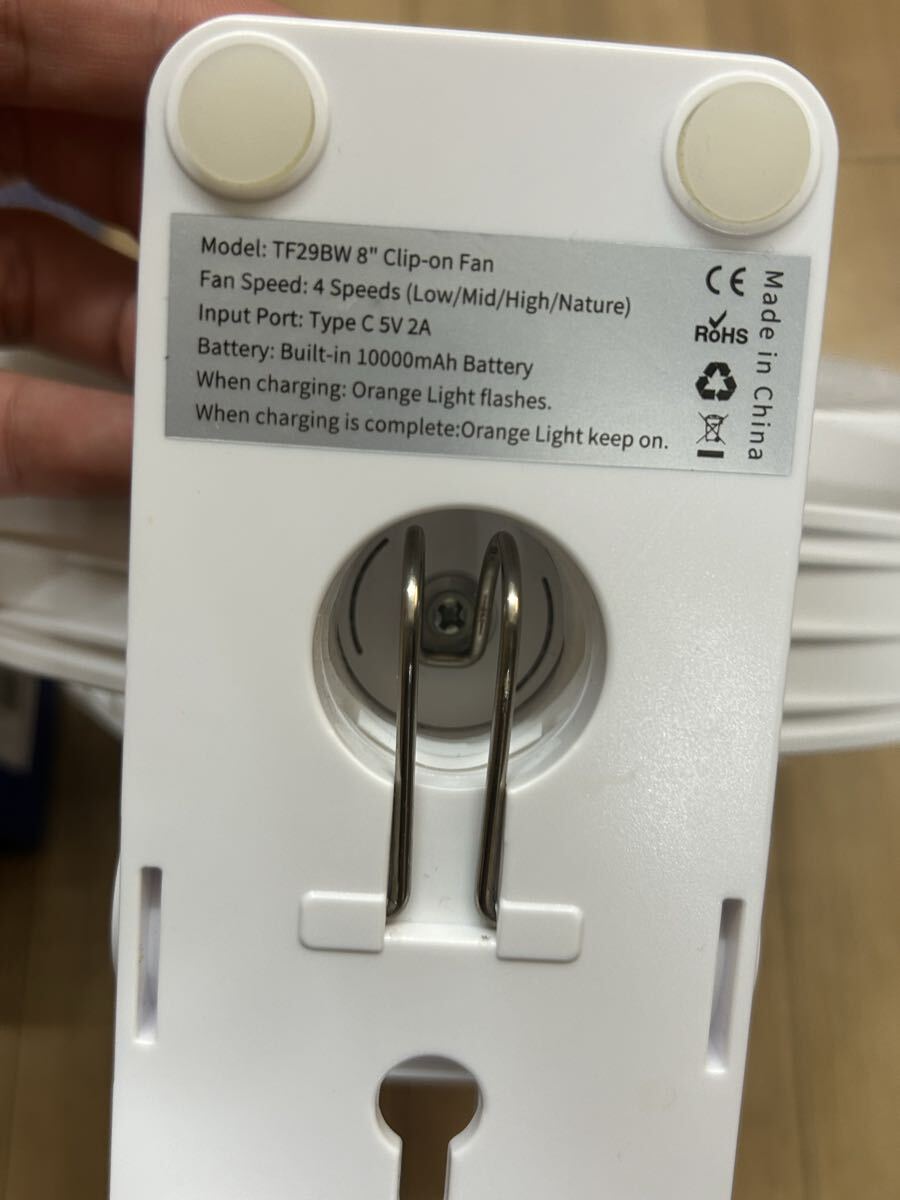 Model: TF29BW 8" Clip-on Fan
Fan Speed: 4 Speeds (Low/Mid/High/Nature)
Input Port: Type C 5V 2A
Battery: Built-in 10000mAh Battery
When charging: Orange Light flashes.
When charging is complete:Orange Light keep on.
CE
RoHS
Made in China